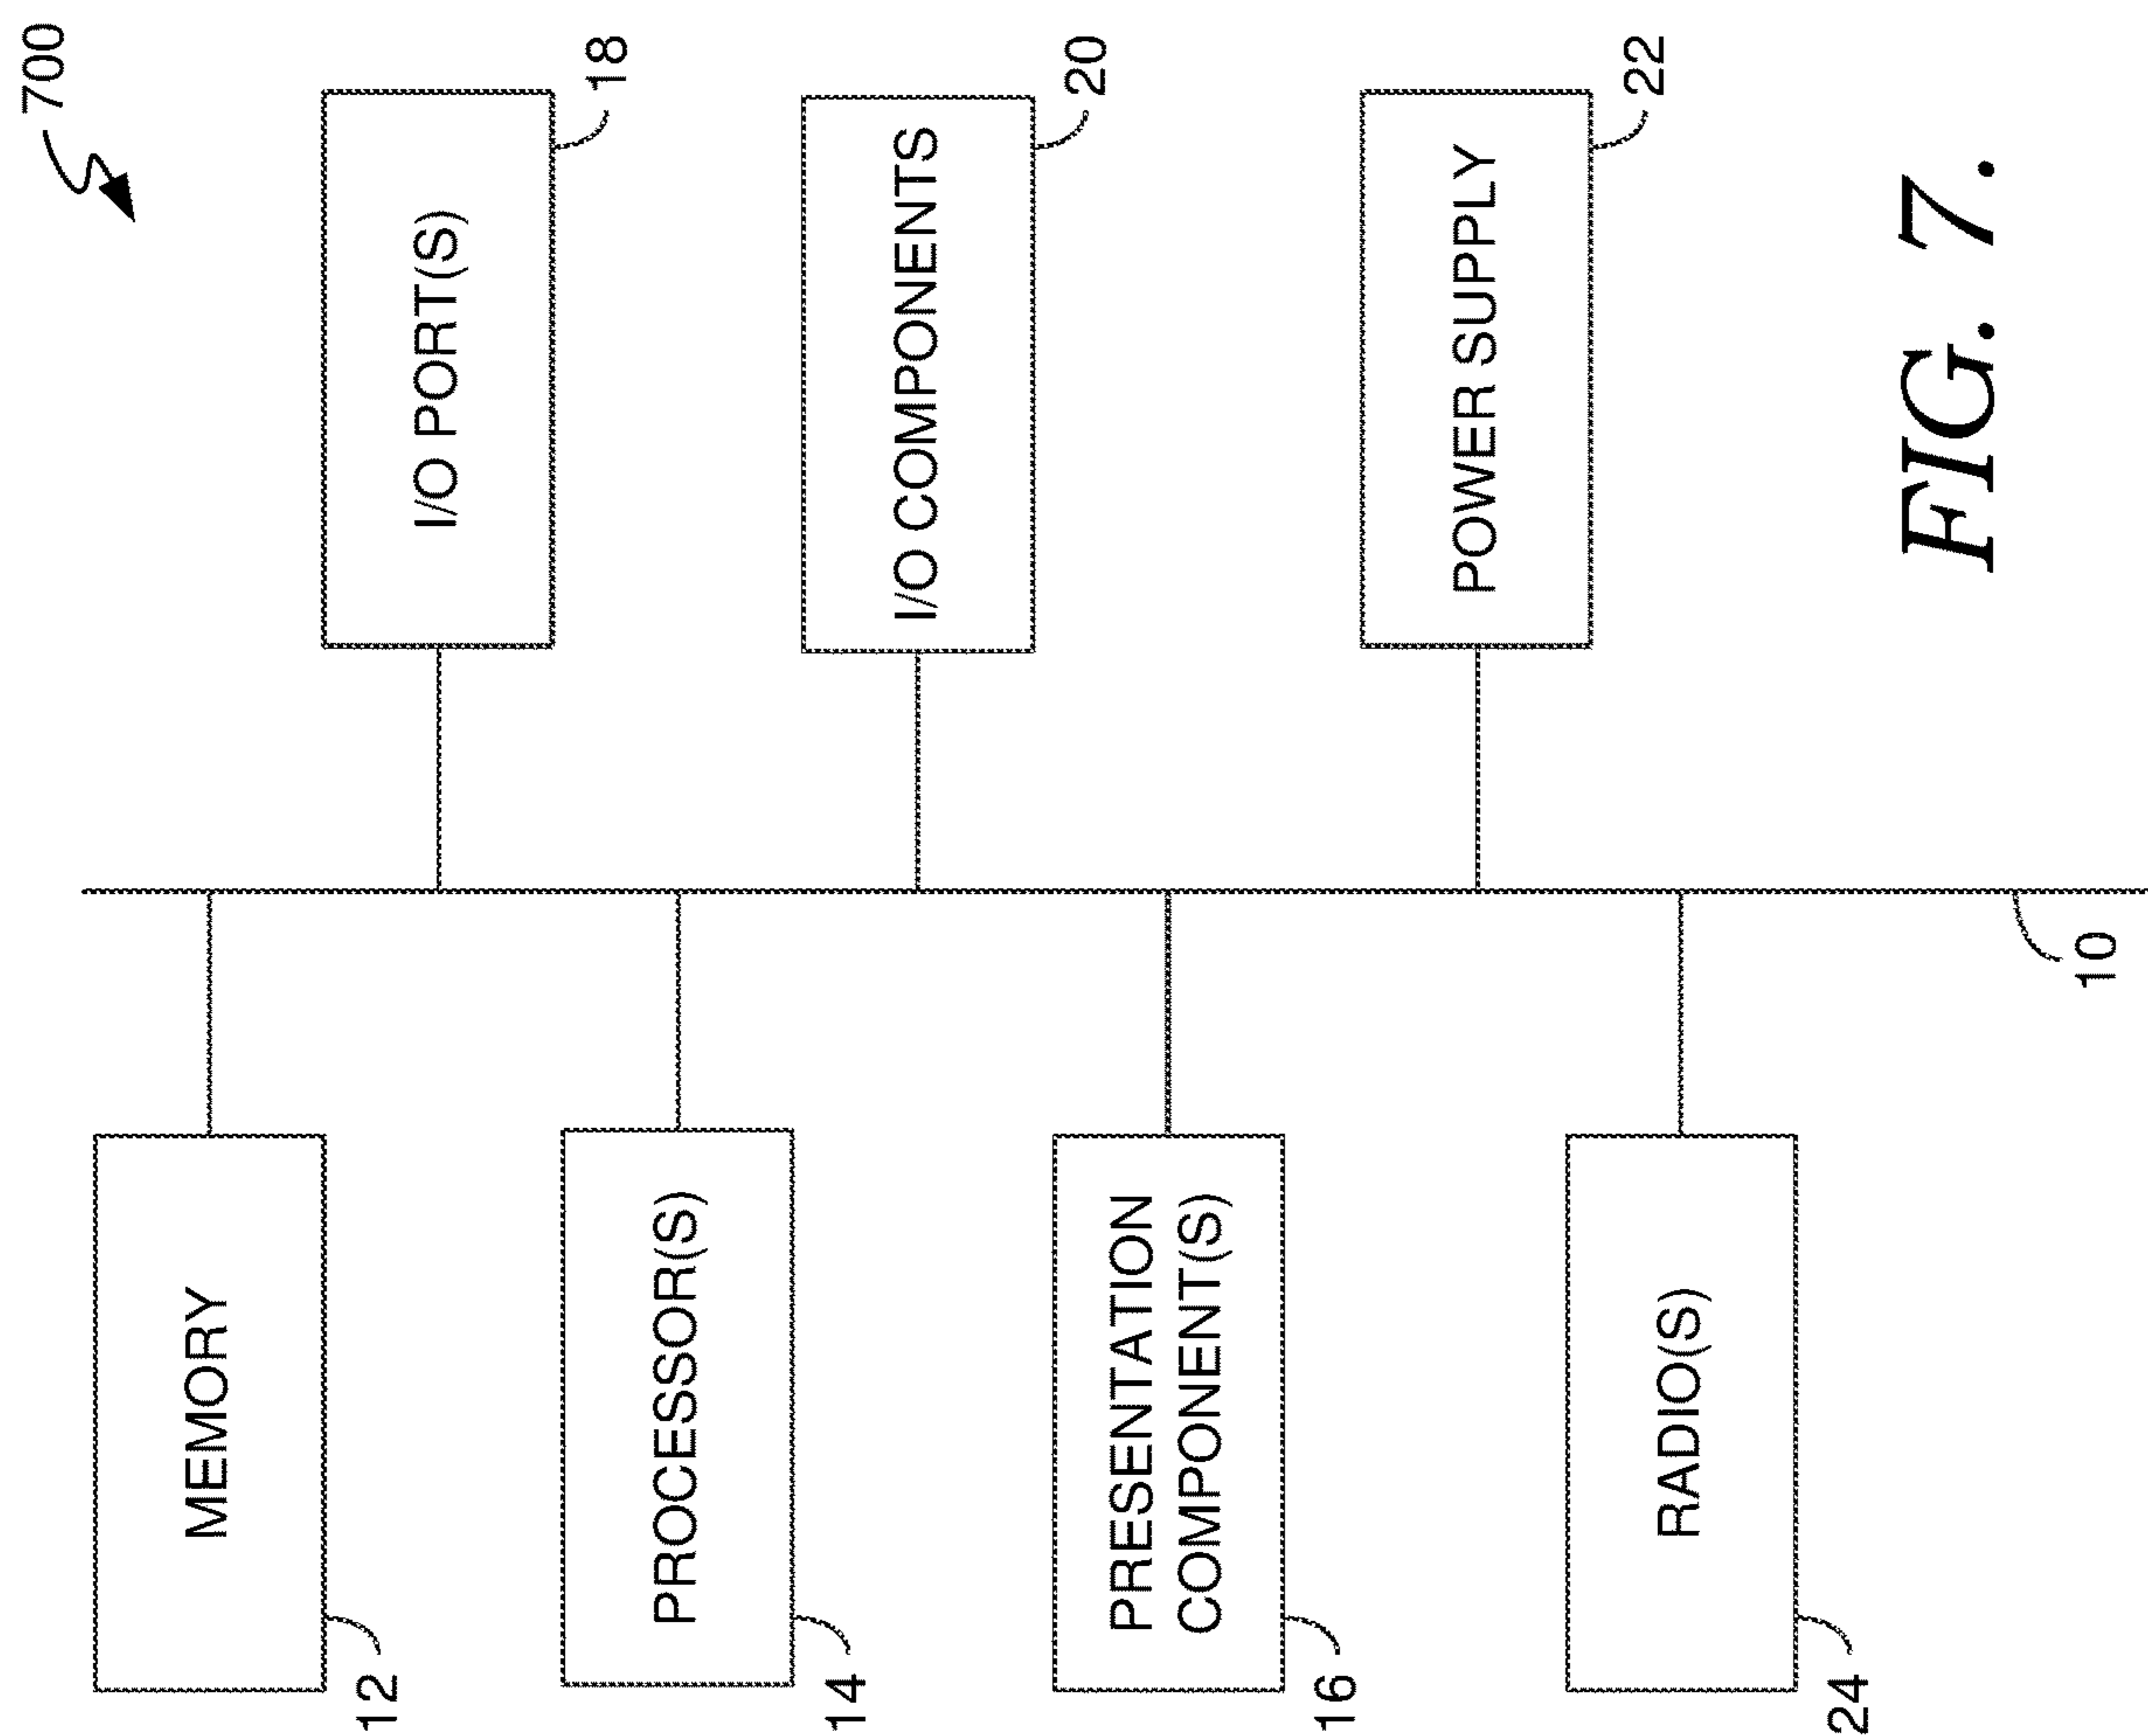 700
MEMORY
12
I/O PORT(S)
18
PROCESSOR(S)
14
I/O COMPONENTS
20
PRESENTATION
COMPONENT(S)
16
POWER SUPPLY
22
RADIO(S)
24
10
FIG. 7.